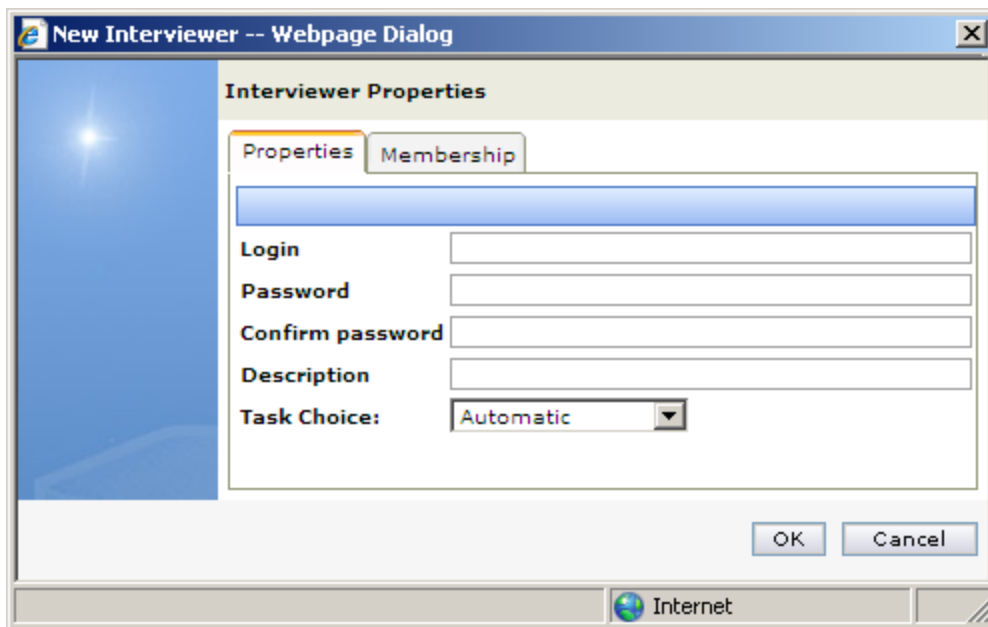 New Interviewer -- Webpage Dialog
Interviewer Properties
Properties Membership
Login
Password
Confirm password
Description
Task Choice: Automatic
OK Cancel
Internet